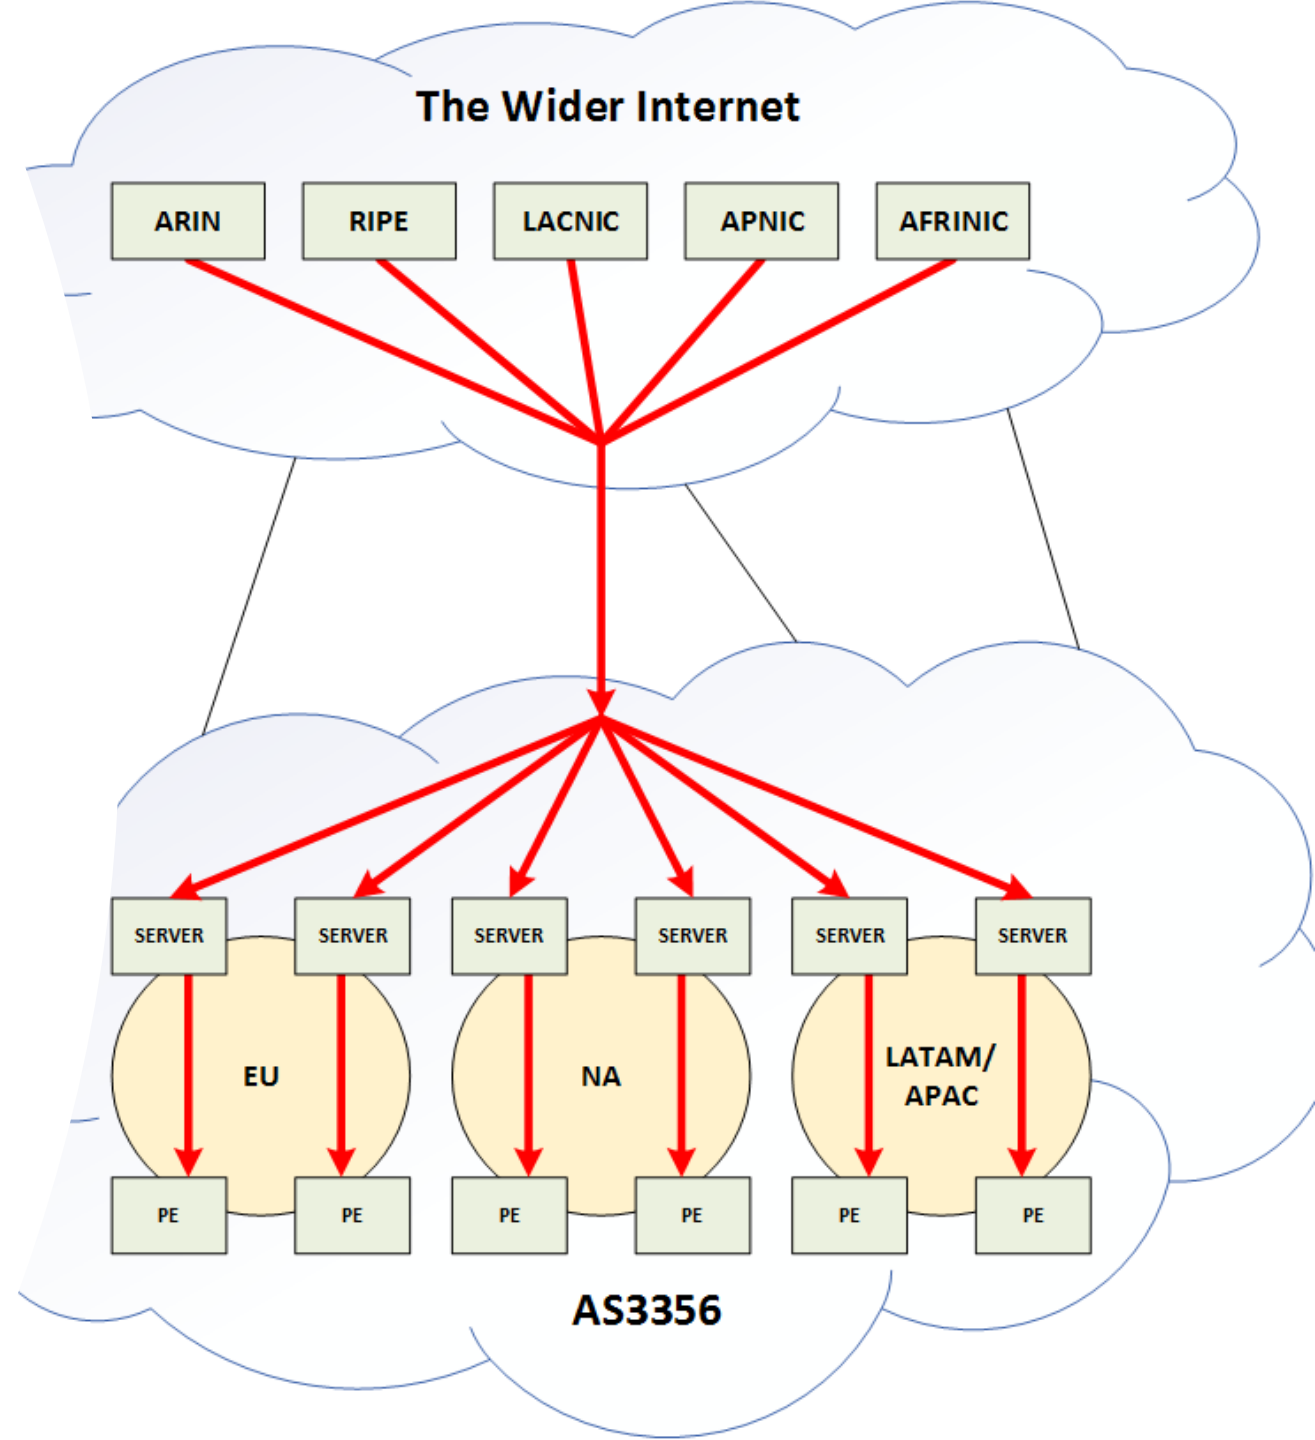 The Wider Internet
ARIN
RIPE
LACNIC
APNIC
AFRINIC
SERVER
SERVER
SERVER
SERVER
SERVER
SERVER
EU
NA
LATAM/
APAC
PE
PE
PE
PE
PE
PE
AS3356